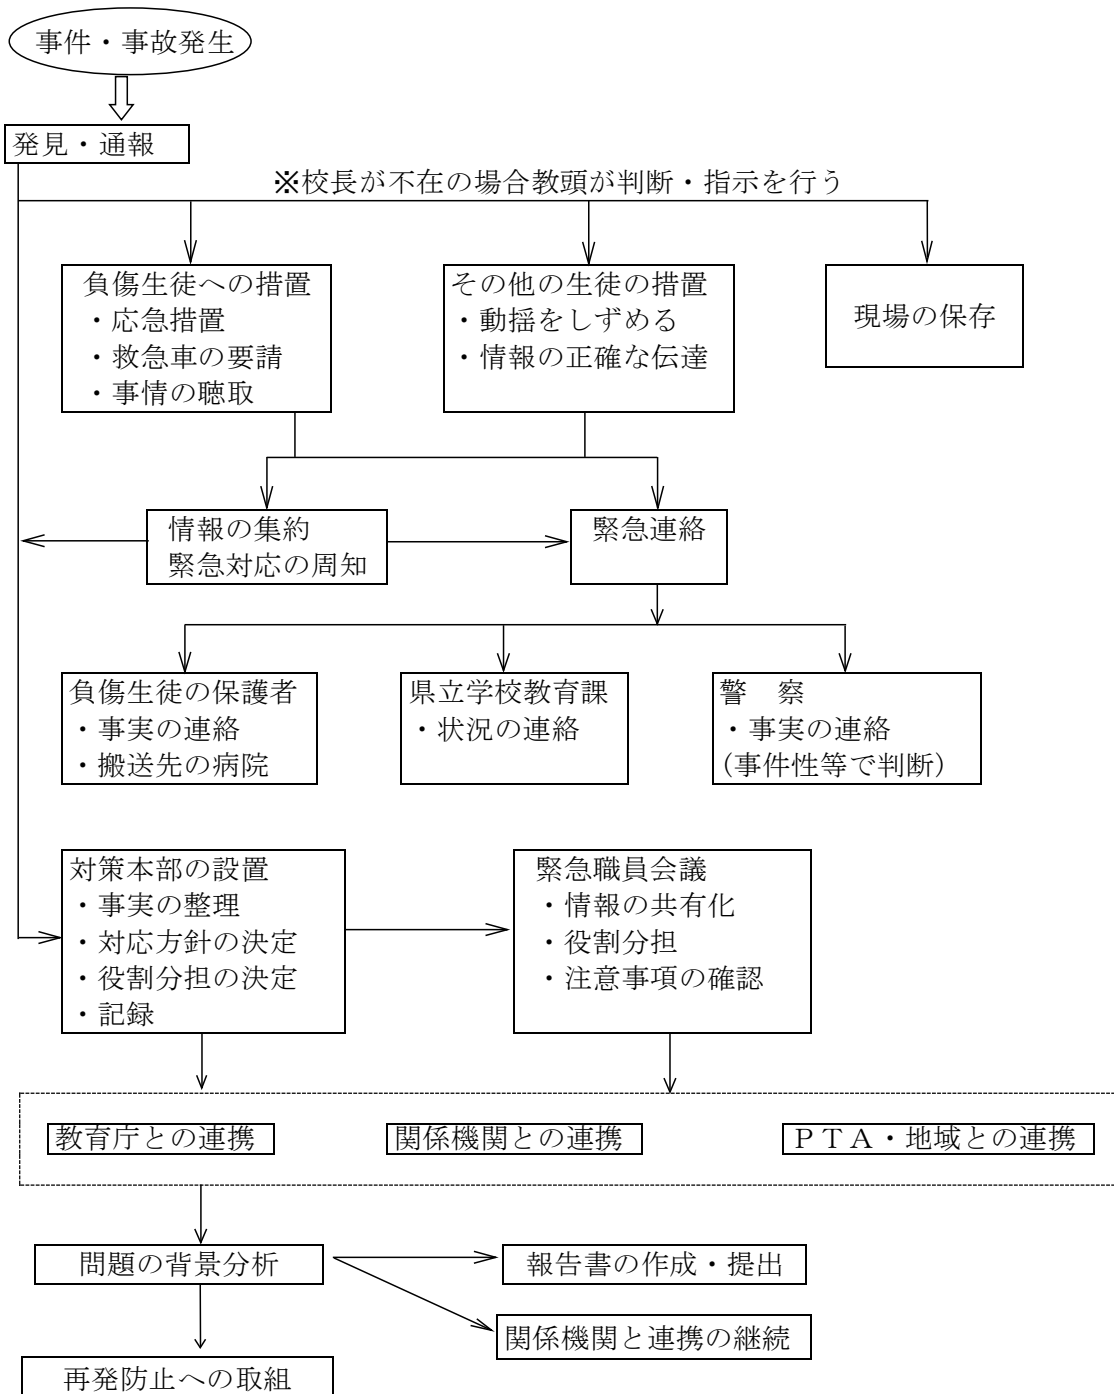 事件・事故発生
発見・通報
※校長が不在の場合教頭が判断・指示を行う
負傷生徒への措置
・応急措置
・救急車の要請
・事情の聴取
その他の生徒の措置
・動揺をしずめる
・情報の正確な伝達
現場の保存
情報の集約
緊急対応の周知
緊急連絡
負傷生徒の保護者
・事実の連絡
・搬送先の病院
県立学校教育課
・状況の連絡
警　察
・事実の連絡
(事件性等で判断)
対策本部の設置
・事実の整理
・対応方針の決定
・役割分担の決定
・記録
緊急職員会議
・情報の共有化
・役割分担
・注意事項の確認
教育庁との連携
関係機関との連携
ＰＴＡ・地域との連携
問題の背景分析
報告書の作成・提出
関係機関と連携の継続
再発防止への取組